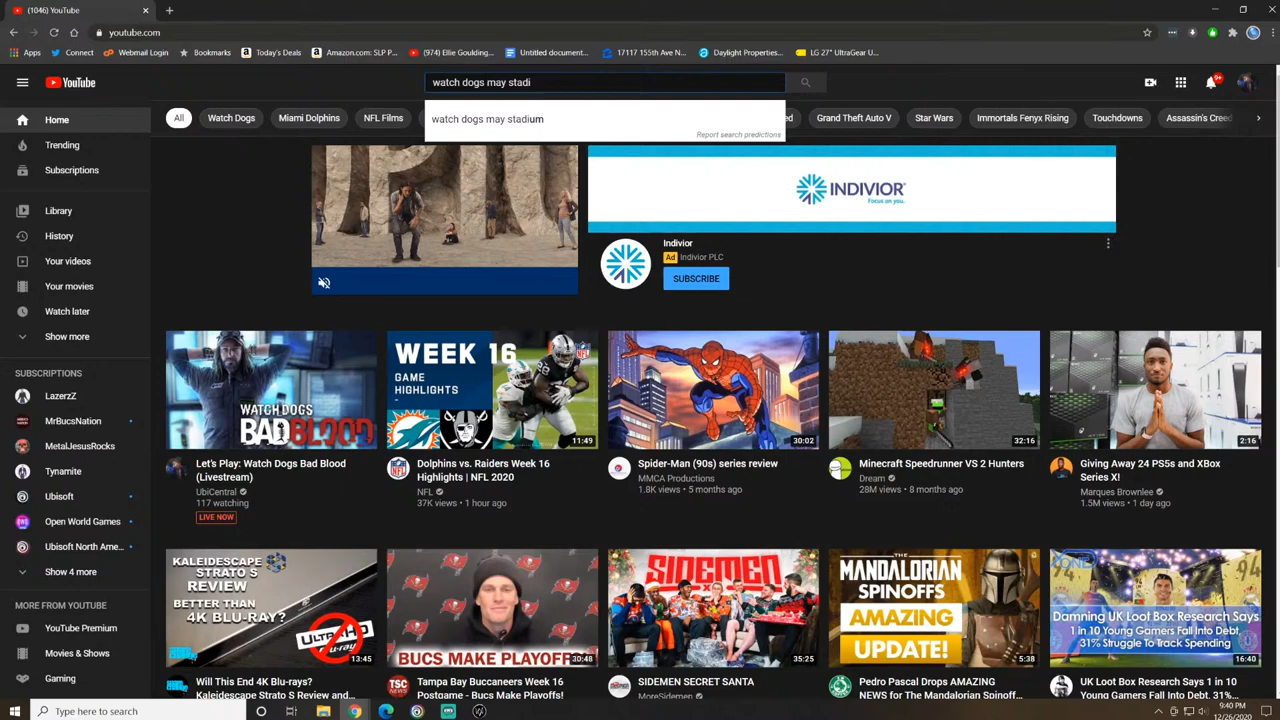 (1046) YouTube
youtube.com
Apps
Connect
Bookmarks
Today's Deals
Amazon.com: SLP P...
(974) Ellie Goulding...
Untitled document...
17117 155th Ave N...
Daylight Properties...
LG 27" UltraGear U...
YouTube
watch dogs may stadi
9+
watch dogs may stadium
Report search predictions
All
Watch Dogs
Miami Dolphins
NFL Films
ed
Grand Theft Auto V
Star Wars
Immortals Fenyx Rising
Touchdowns
Assassin's Creed
Home
Trending
Subscriptions
Library
History
Your videos
Your movies
Watch later
Show more
SUBSCRIPTIONS
LazerzZ
MrBucsNation
MetalJesusRocks
Tynamite
Ubisoft
Open World Games
Ubisoft North Ame...
Show 4 more
MORE FROM YOUTUBE
YouTube Premium
Movies & Shows
Gaming
INDIVIOR
Focus on you.
Indivior
Ad Indivior PLC
SUBSCRIBE
WATCH DOGS
BAD BLOOD
Let's Play: Watch Dogs Bad Blood
(Livestream)
UbiCentral
117 watching
LIVE NOW
WEEK 16
GAME
HIGHLIGHTS
NFL
11:49
Dolphins vs. Raiders Week 16
Highlights | NFL 2020
NFL
37K views • 1 hour ago
30:02
Spider-Man (90s) series review
MMCA Productions
1.8K views • 5 months ago
32:16
Minecraft Speedrunner VS 2 Hunters
Dream
28M views • 8 months ago
2:16
Giving Away 24 PS5s and XBox
Series X!
Marques Brownlee
1.5M views • 1 day ago
KALEIDESCAPE
STRATO S
REVIEW
BETTER THAN
4K BLU-RAY?
ULTRA HD
Blu-ray
13:45
Will This End 4K Blu-rays?
Kaleidescape Strato S Review and...
BUCS MAKE PLAYOFF
30:48
TSC
NEWS
Tampa Bay Buccaneers Week 16
Postgame - Bucs Make Playoffs!
SIDEMEN
35:25
SIDEMEN SECRET SANTA
MoreSidemen
THE
MANDALORIAN
SPINOFFS
AMAZING
UPDATE!
5:38
Pedro Pascal Drops AMAZING
NEWS for The Mandalorian Spinoff...
Damning UK Loot Box Research Says
1 in 10 Young Gamers Fall Into Debt,
31% Struggle To Track Spending
16:40
UK Loot Box Research Says 1 in 10
Young Gamers Fall Into Debt, 31%...
Type here to search
9:40 PM
12/26/2020